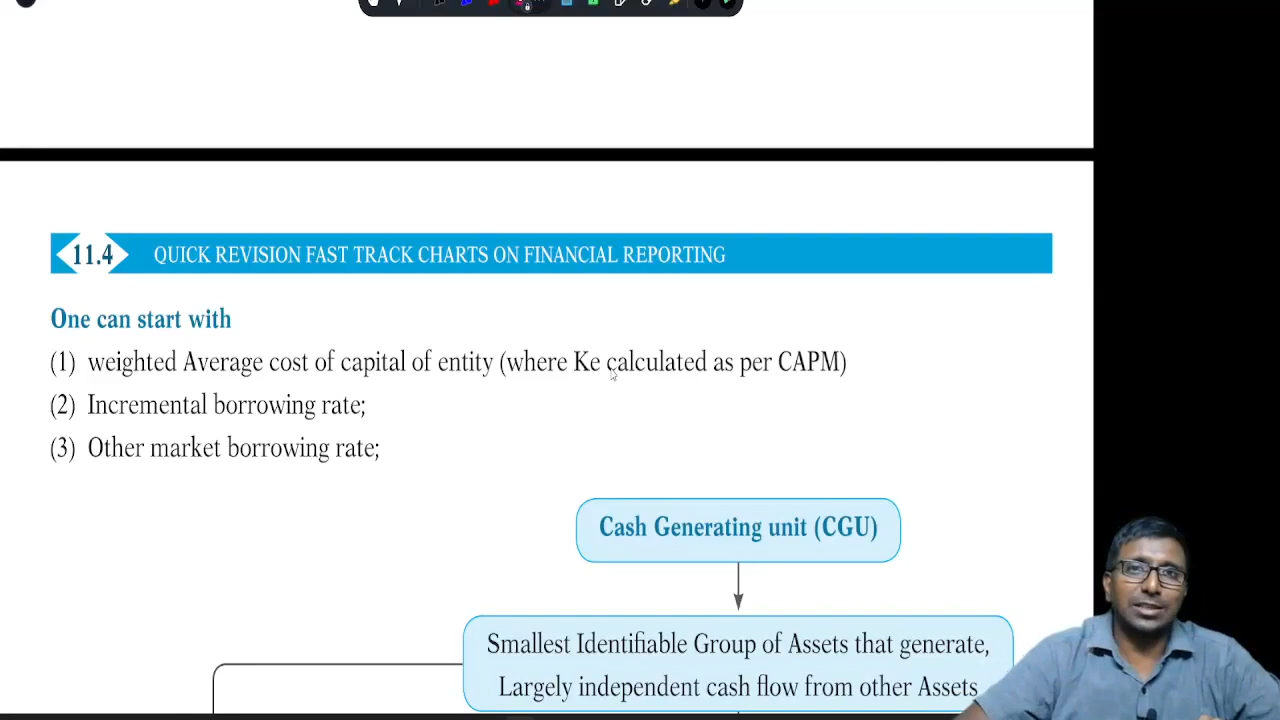 11.4 QUICK REVISION FAST TRACK CHARTS ON FINANCIAL REPORTING
One can start with
(1) weighted Average cost of capital of entity (where Ke calculated as per CAPM)
(2) Incremental borrowing rate;
(3) Other market borrowing rate;
Cash Generating unit (CGU)
Smallest Identifiable Group of Assets that generate,
Largely independent cash flow from other Assets